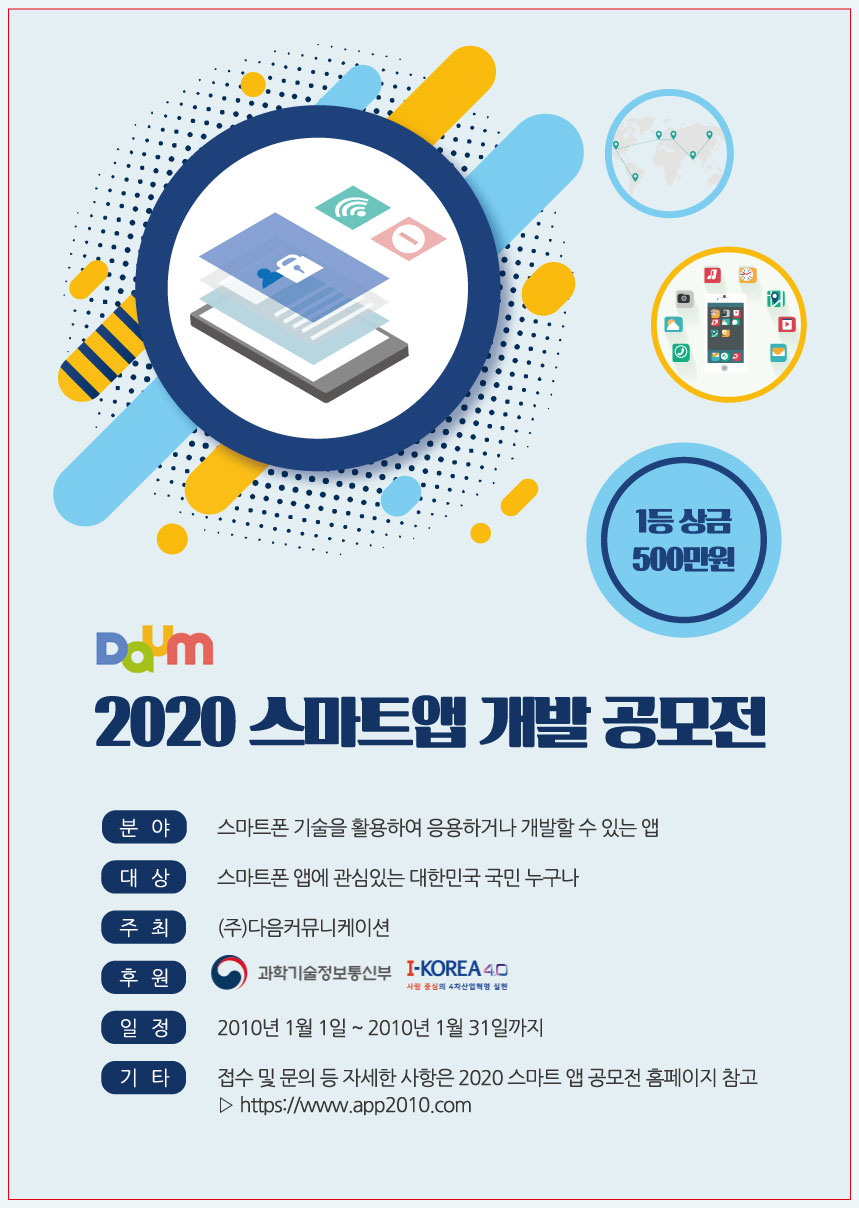 1등 상금
500만원
Daum
2020 스마트앱 개발 공모전
분 야 스마트폰 기술을 활용하여 응용하거나 개발할 수 있는 앱
대 상 스마트폰 앱에 관심있는 대한민국 국민 누구나
주 최 (주)다음커뮤니케이션
후 원 과학기술정보통신부 I-KOREA 4.0
사람 중심의 4차산업혁명 실현
일 정 2010년 1월 1일 ~ 2010년 1월 31일까지
기 타 접수 및 문의 등 자세한 사항은 2020 스마트 앱 공모전 홈페이지 참고
▷ https://www.app2010.com